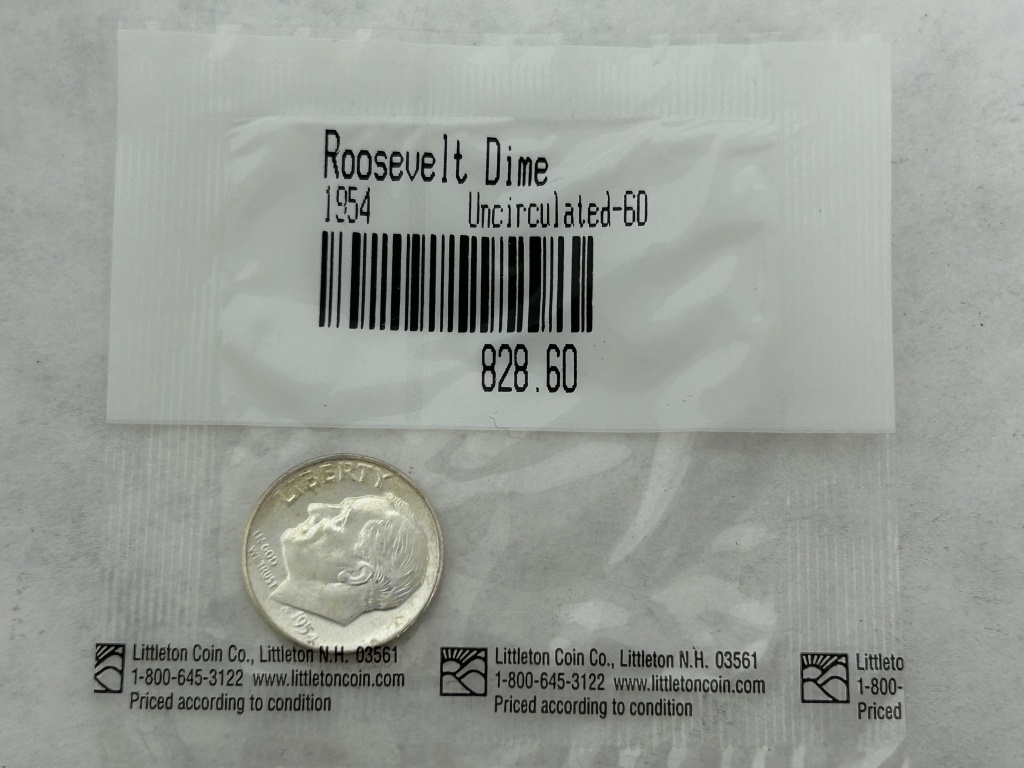 Roosevelt Dime
1954 Uncirculated-60
828.60
LIBERTY
IN GOD
WE TRUST
1954
Littleton Coin Co., Littleton N.H. 03561
1-800-645-3122 www.littletoncoin.com
Priced according to condition
Littleton Coin Co., Littleton N.H. 03561
1-800-645-3122 www.littletoncoin.com
Priced according to condition
Littleto
1-800-
Priced